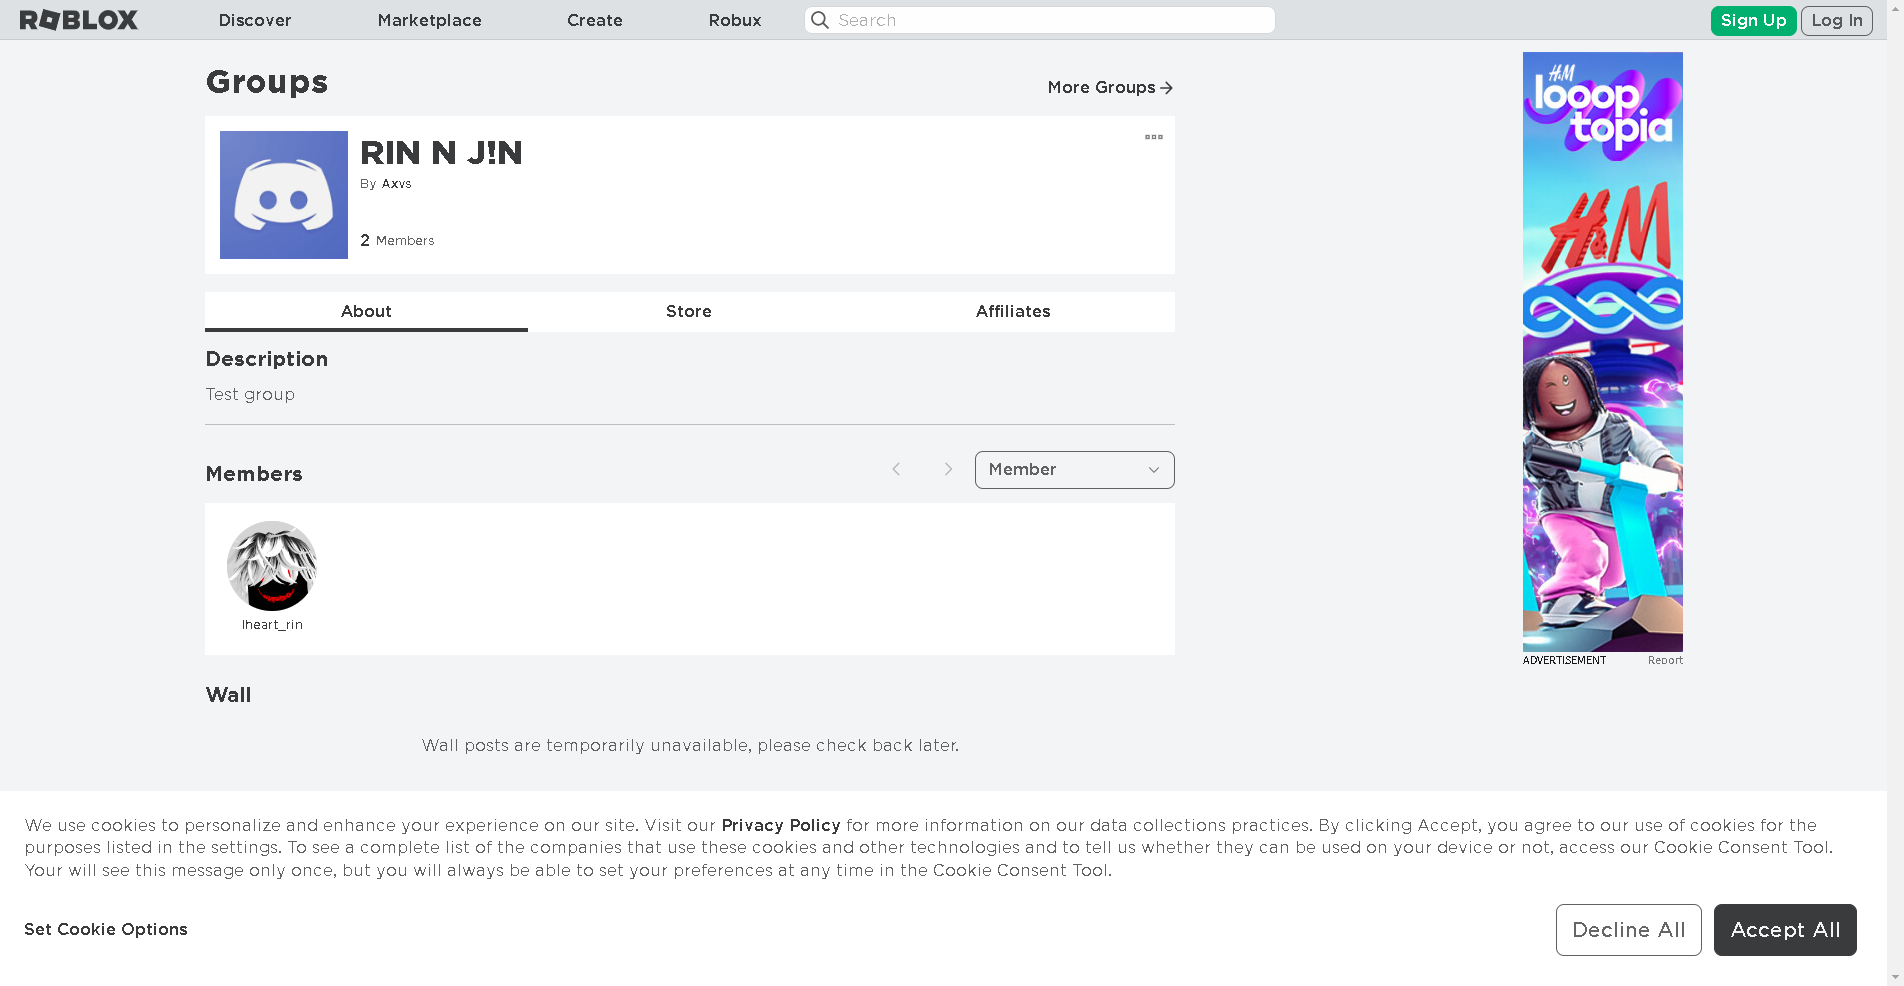 ROBLOX
Discover
Marketplace
Create
Robux
Search
Sign Up
Log In
Groups
More Groups
RIN N J!N
By Axvs
2 Members
About
Store
Affiliates
Description
Test group
Members
Member
Iheart_rin
Wall
Wall posts are temporarily unavailable, please check back later.
H&M
looop
topia
H&M
ADVERTISEMENT
Report
We use cookies to personalize and enhance your experience on our site. Visit our Privacy Policy for more information on our data collections practices. By clicking Accept, you agree to our use of cookies for the
purposes listed in the settings. To see a complete list of the companies that use these cookies and other technologies and to tell us whether they can be used on your device or not, access our Cookie Consent Tool.
Your will see this message only once, but you will always be able to set your preferences at any time in the Cookie Consent Tool.
Set Cookie Options
Decline All
Accept All